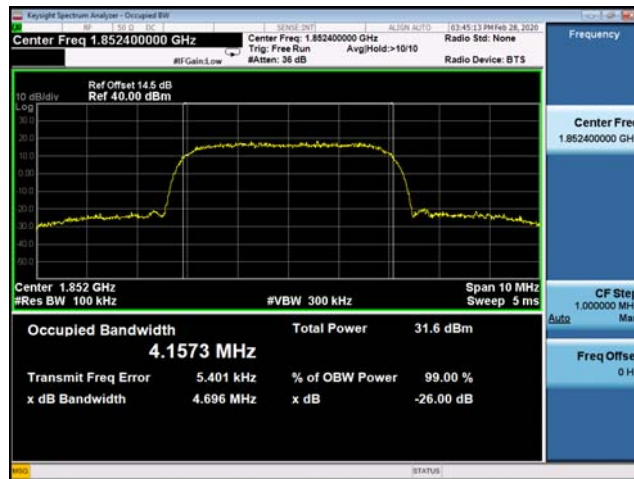 Keysight Spectrum Analyzer - Occupied BW
RF 50 Ω DC SENSE:INT ALIGN AUTO 03:45:13 PM Feb 28, 2020
Center Freq 1.852400000 GHz
Center Freq: 1.852400000 GHz Radio Std: None
Trig: Free Run Avg|Hold:>10/10
#IFGain:Low #Atten: 36 dB Radio Device: BTS
Frequency
Ref Offset 14.5 dB
10 dB/div Ref 40.00 dBm
Log
30.0
20.0
10.0
0.00
-10.0
-20.0
-30.0
-40.0
-50.0
Center Fre
1.852400000 GH
Center 1.852 GHz Span 10 MHz
#Res BW 100 kHz #VBW 300 kHz Sweep 5 ms
CF Step
1.000000 MH
Auto Ma
Occupied Bandwidth Total Power 31.6 dBm
4.1573 MHz
Freq Offse
0 H
Transmit Freq Error 5.401 kHz % of OBW Power 99.00 %
x dB Bandwidth 4.696 MHz x dB -26.00 dB
MSG STATUS